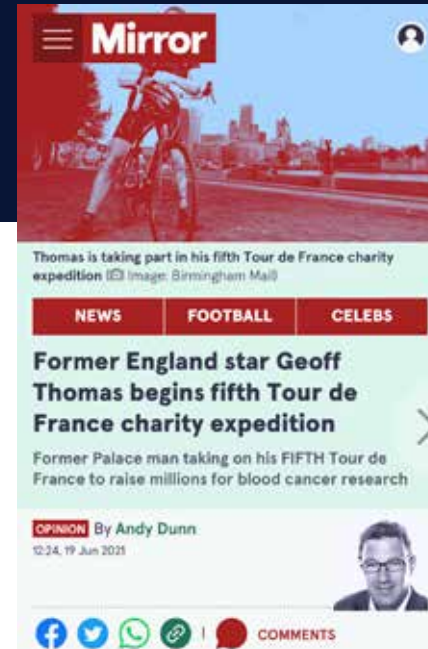 Mirror
Thomas is taking part in his fifth Tour de France charity
expedition (Image: Birmingham Mail)
NEWS
FOOTBALL
CELEBS
Former England star Geoff
Thomas begins fifth Tour de
France charity expedition
Former Palace man taking on his FIFTH Tour de
France to raise millions for blood cancer research
OPINION By Andy Dunn
12:24, 19 Jun 2021
COMMENTS